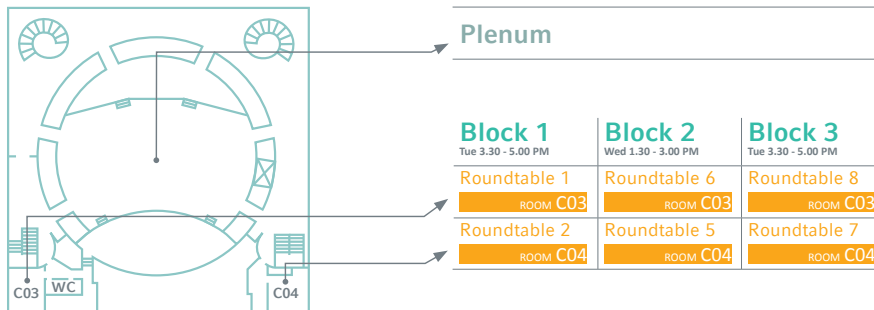 Plenum
Block 1 Block 2 Block 3
Tue 3.30 - 5.00 PM Wed 1.30 - 3.00 PM Tue 3.30 - 5.00 PM
Roundtable 1 Roundtable 6 Roundtable 8
ROOM C03 ROOM C03 ROOM C03
Roundtable 2 Roundtable 5 Roundtable 7
ROOM C04 ROOM C04 ROOM C04
C03 WC C04